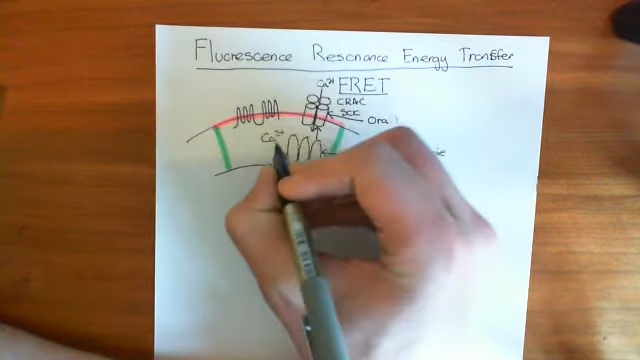 Fluorescence Resonance Energy Transfer
Ca²⁺ FRET
CRAC
SOC
Orai
Ca²⁺